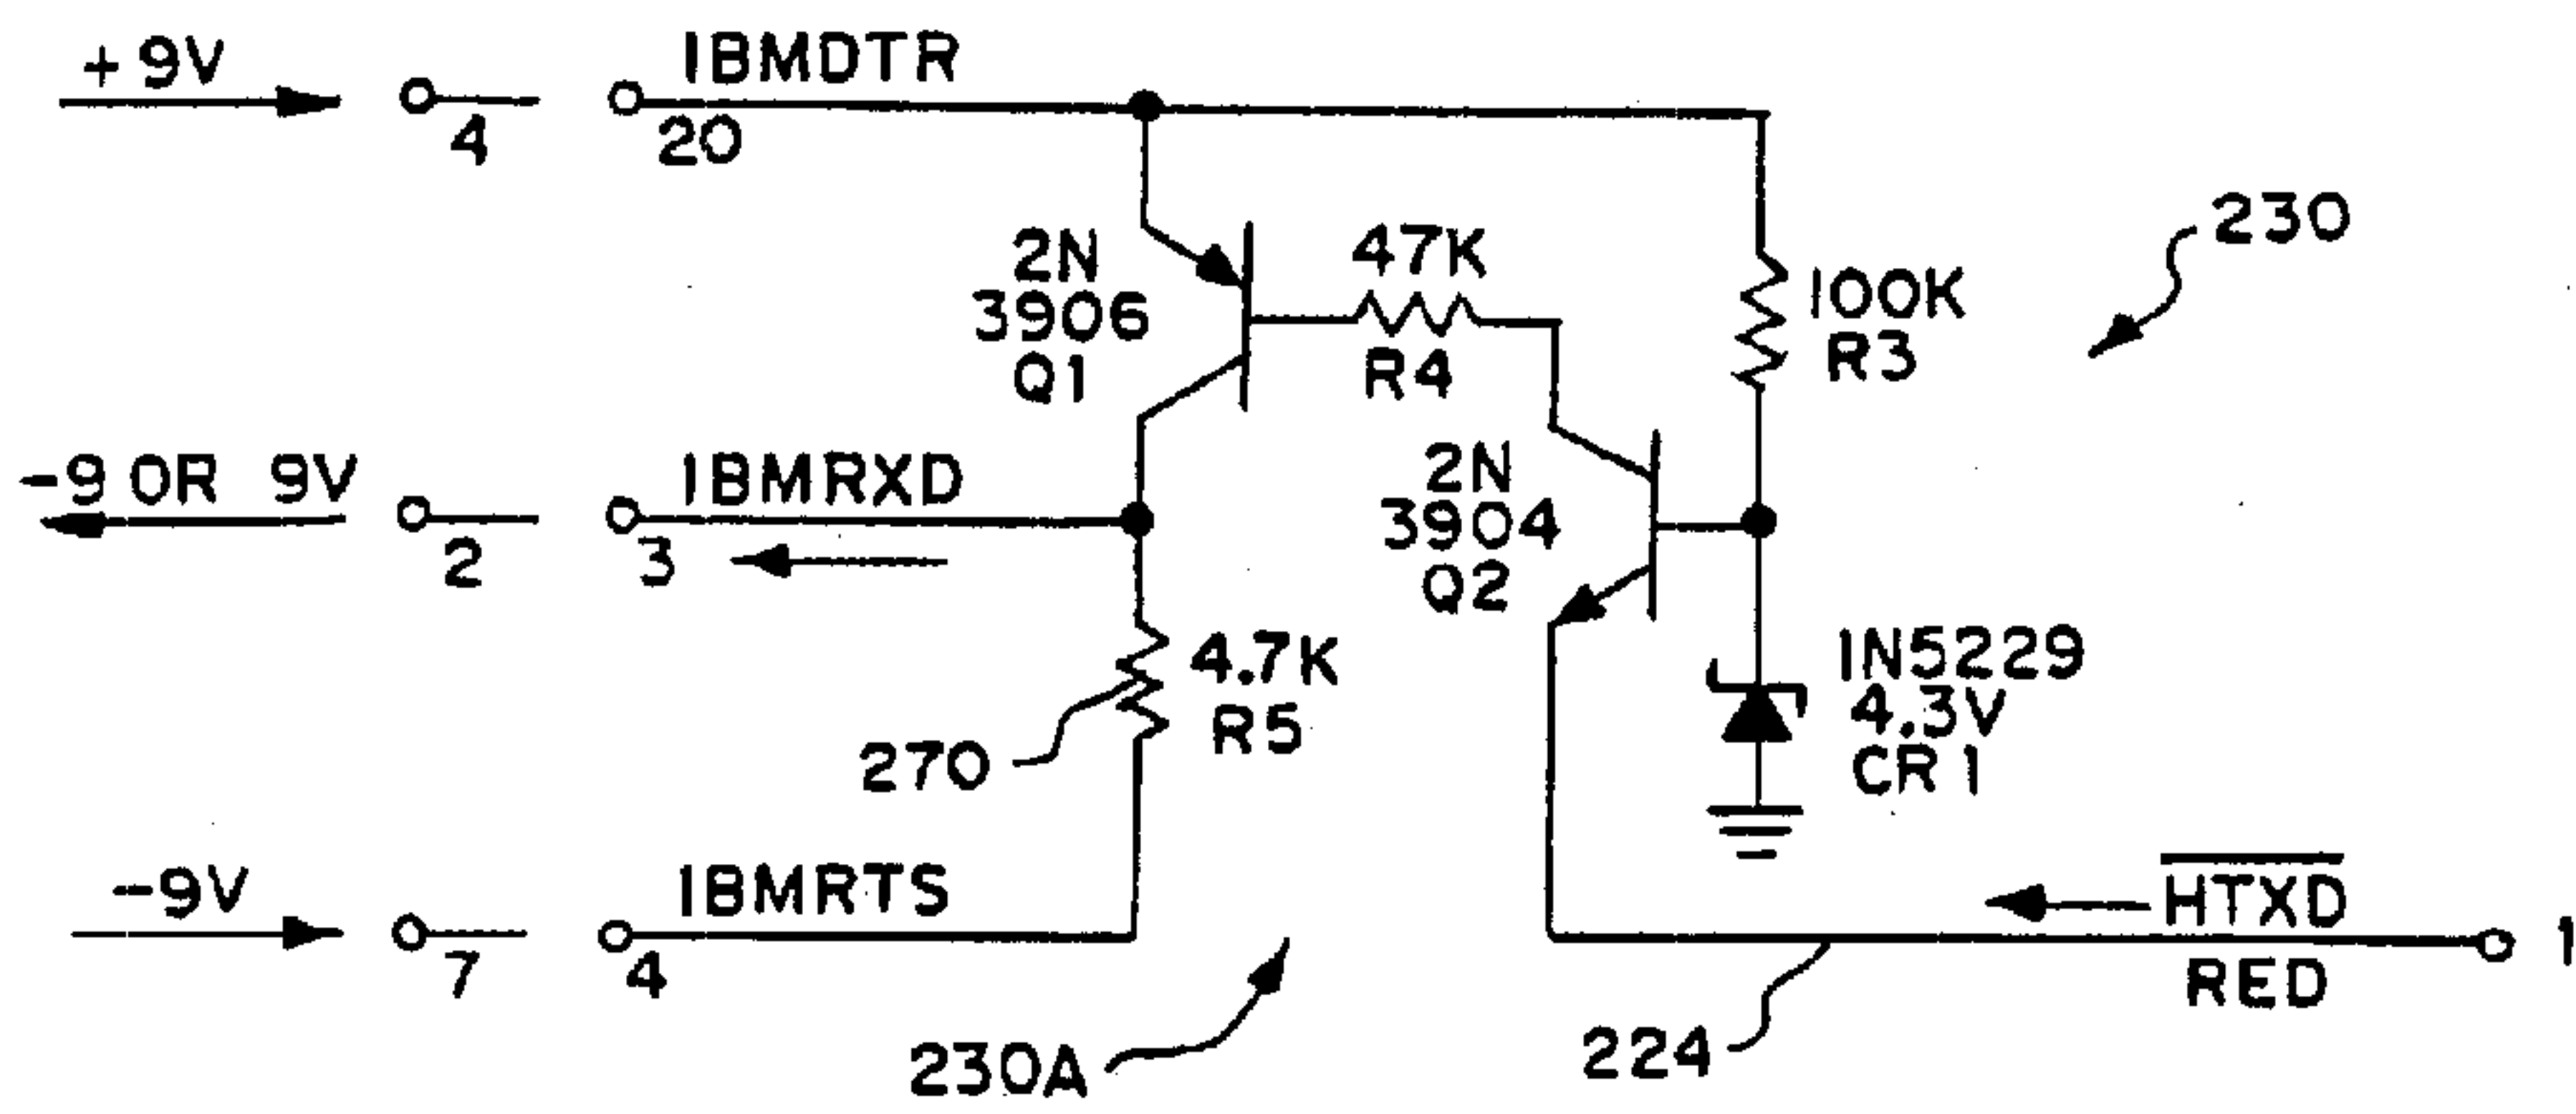 +9V
4
20
IBMDTR
2N
3906
Q1
47K
R4
100K
R3
230
-9 OR 9V
2
3
IBMRXD
2N
3904
Q2
4.7K
R5
270
1N5229
4.3V
CR1
-9V
7
4
IBMRTS
HTXD
RED
1
230A
224